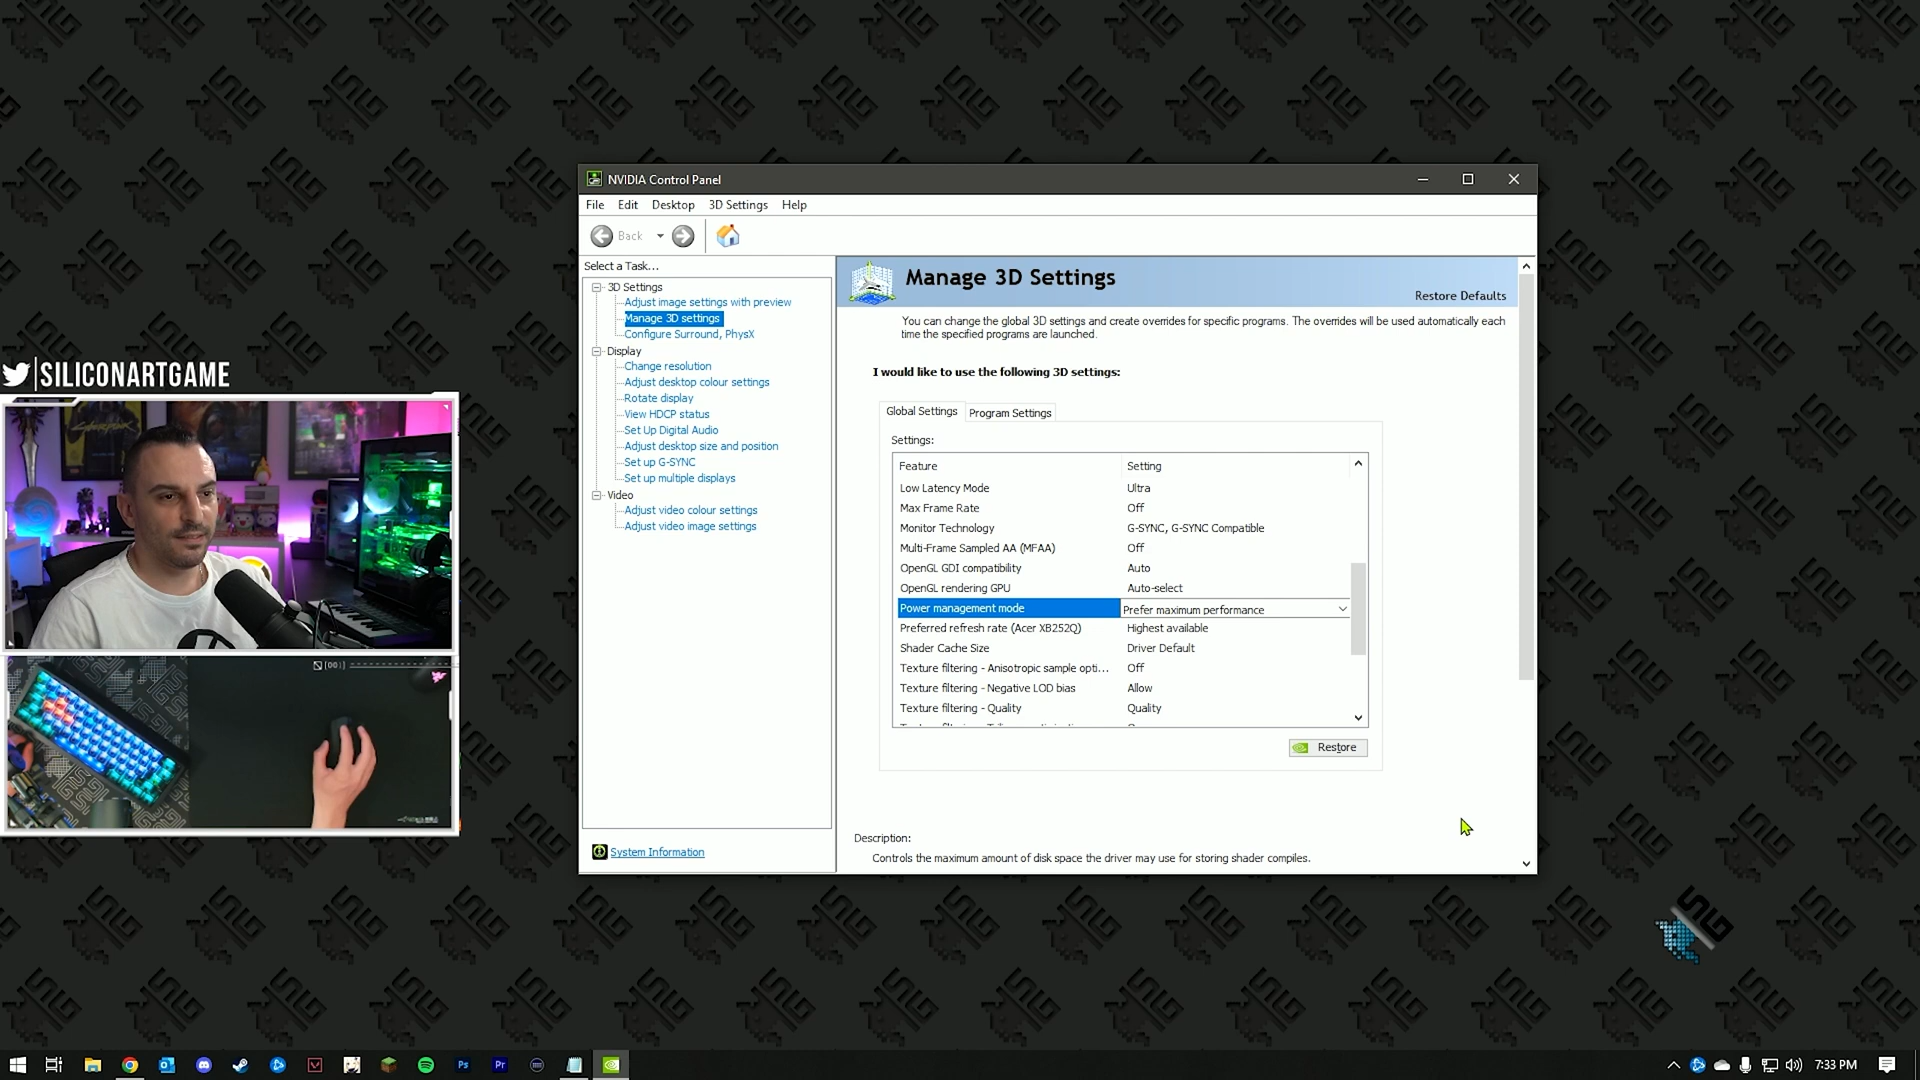 NVIDIA Control Panel
File Edit Desktop 3D Settings Help
Back
Select a Task...
3D Settings
Adjust image settings with preview
Manage 3D settings
Configure Surround, PhysX
Display
Change resolution
Adjust desktop colour settings
Rotate display
View HDCP status
Set Up Digital Audio
Adjust desktop size and position
Set up G-SYNC
Set up multiple displays
Video
Adjust video colour settings
Adjust video image settings
System Information
Manage 3D Settings
Restore Defaults
You can change the global 3D settings and create overrides for specific programs. The overrides will be used automatically each
time the specified programs are launched.
I would like to use the following 3D settings:
Global Settings Program Settings
Settings:
Feature Setting
Low Latency Mode Ultra
Max Frame Rate Off
Monitor Technology G-SYNC, G-SYNC Compatible
Multi-Frame Sampled AA (MFAA) Off
OpenGL GDI compatibility Auto
OpenGL rendering GPU Auto-select
Power management mode Prefer maximum performance
Preferred refresh rate (Acer XB252Q) Highest available
Shader Cache Size Driver Default
Texture filtering - Anisotropic sample opti... Off
Texture filtering - Negative LOD bias Allow
Texture filtering - Quality Quality
Restore
Description:
Controls the maximum amount of disk space the driver may use for storing shader compiles.
SILICONARTGAME
Ps
Pr
7:33 PM